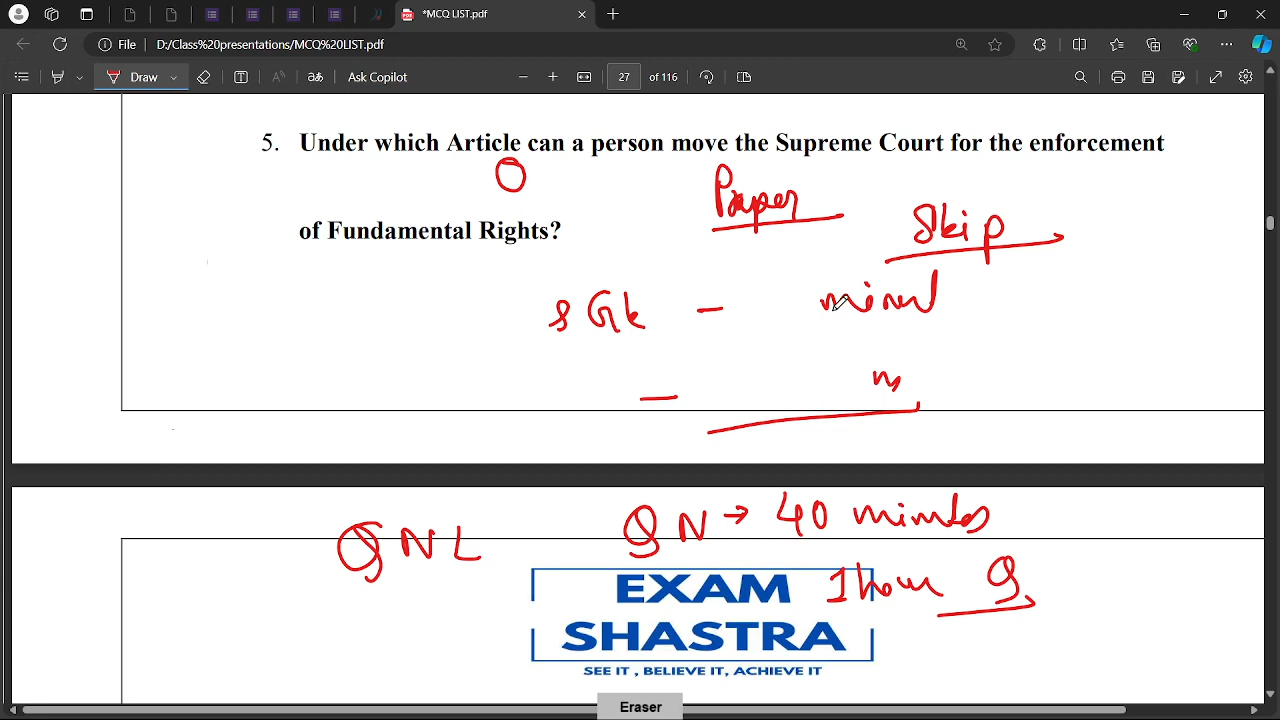 *MCQ LIST.pdf
File D:/Class%20presentations/MCQ%20LIST.pdf
Draw Ask Copilot 27 of 116
5. Under which Article can a person move the Supreme Court for the enforcement
Paper
Skip
of Fundamental Rights?
GK –
–
QN → 40 minutes
QNL
1 hour Q
EXAM
SHASTRA
SEE IT , BELIEVE IT, ACHIEVE IT
Eraser